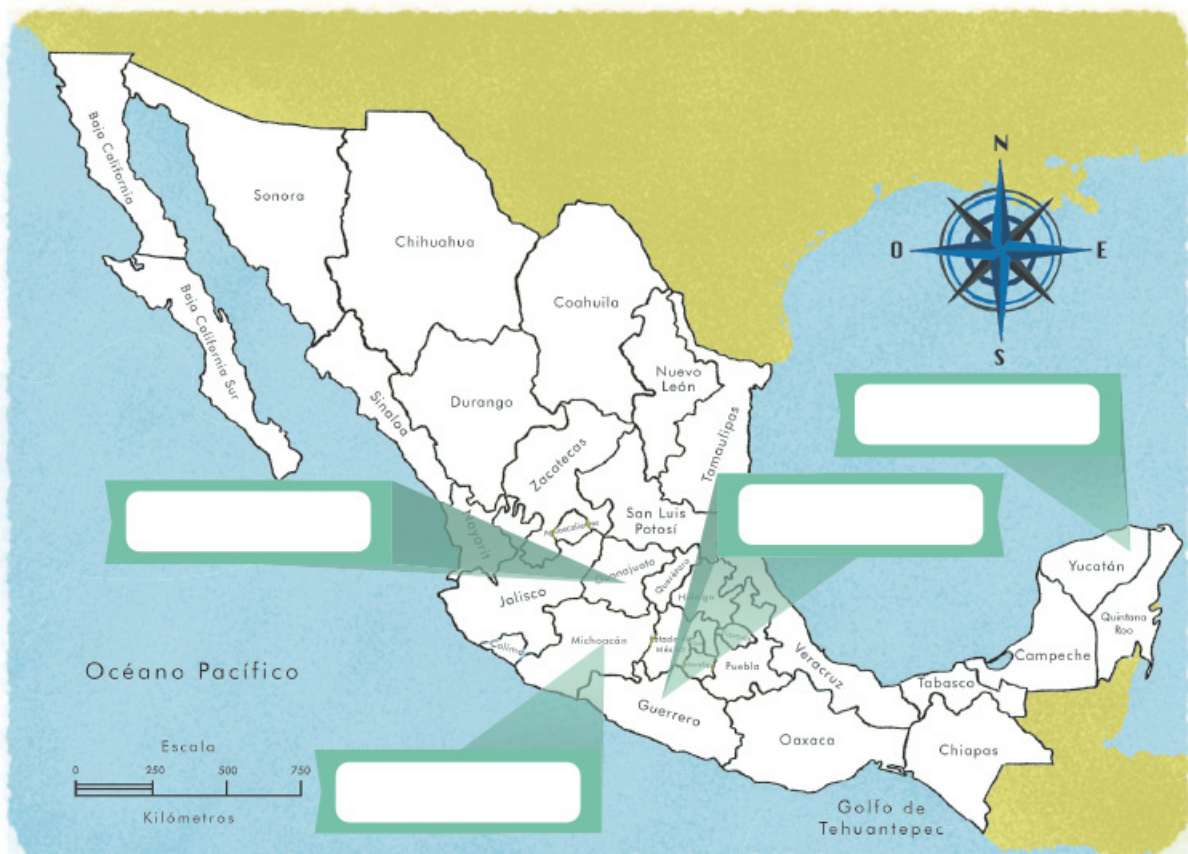 Baja California
Sonora
Chihuahua
Coahuila
N
O
E
S
Baja California Sur
Nuevo
León
Sinaloa
Durango
Tamaulipas
Zacatecas
San Luis
Potosí
Nayarit
Aguascalientes
Guanajuato
Querétaro
Hidalgo
Jalisco
Yucatán
Quintana
Roo
Michoacán
Colima
Puebla
Veracruz
Campeche
Océano Pacífico
Tabasco
Guerrero
Oaxaca
Chiapas
Escala
0 250 500 750
Kilómetros
Golfo de
Tehuantepec